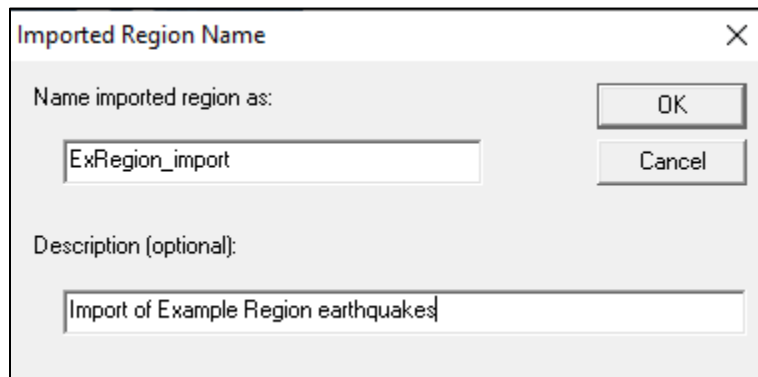 Imported Region Name
Name imported region as:
OK
ExRegion_import
Cancel
Description (optional):
Import of Example Region earthquakes